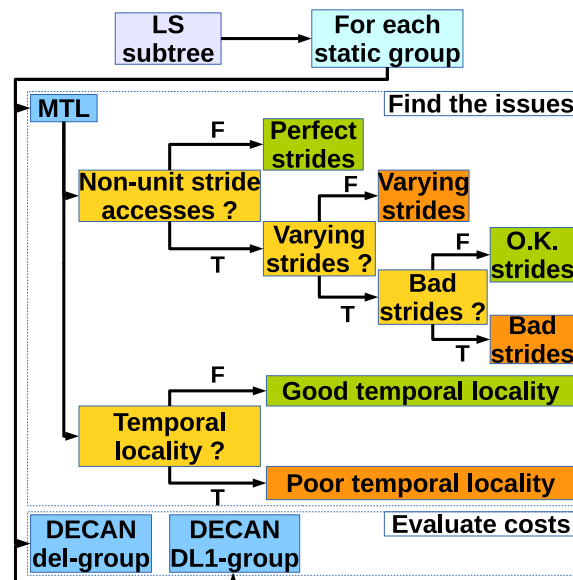 LS
subtree
For each
static group
MTL
Find the issues
F
Perfect
strides
Non-unit stride
accesses ?
T
F
Varying
strides
Varying
strides ?
T
F
O.K.
strides
Bad
strides ?
T
Bad
strides
F
Good temporal locality
Temporal
locality ?
T
Poor temporal locality
DECAN
del-group
DECAN
DL1-group
Evaluate costs